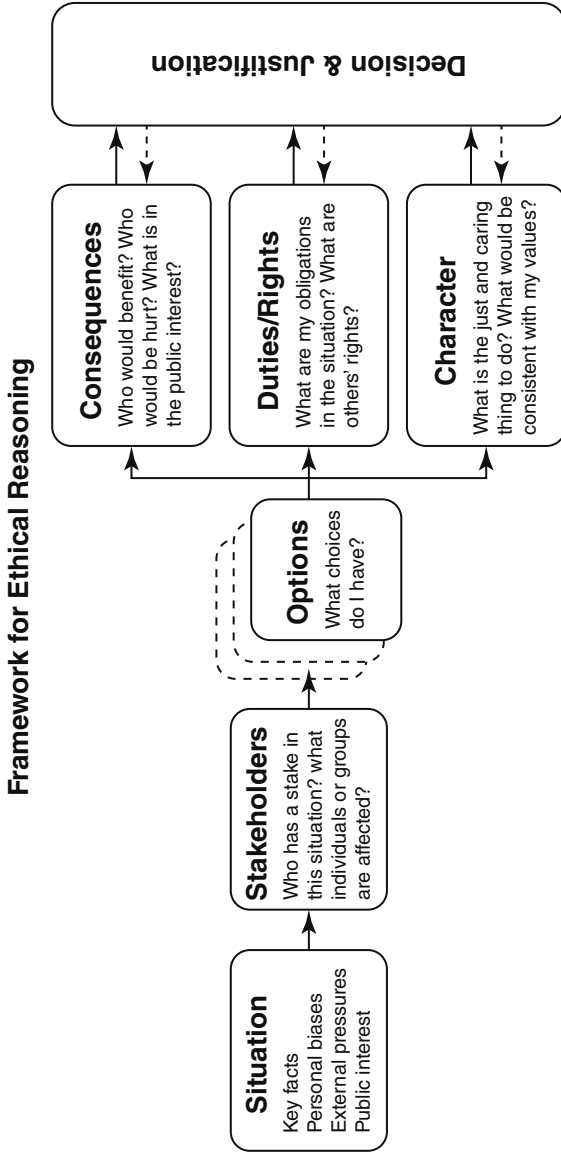 Framework for Ethical Reasoning
Situation
Key facts
Personal biases
External pressures
Public interest
Stakeholders
Who has a stake in
this situation? what
individuals or groups
are affected?
Options
What choices
do I have?
Consequences
Who would benefit? Who
would be hurt? What is in
the public interest?
Duties/Rights
What are my obligations
in the situation? What are
others’ rights?
Character
What is the just and caring
thing to do? What would be
consistent with my values?
Decision & Justification